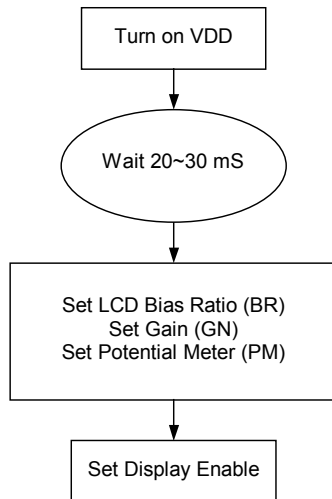 Turn on VDD
Wait 20~30 mS
Set LCD Bias Ratio (BR)
Set Gain (GN)
Set Potential Meter (PM)
Set Display Enable